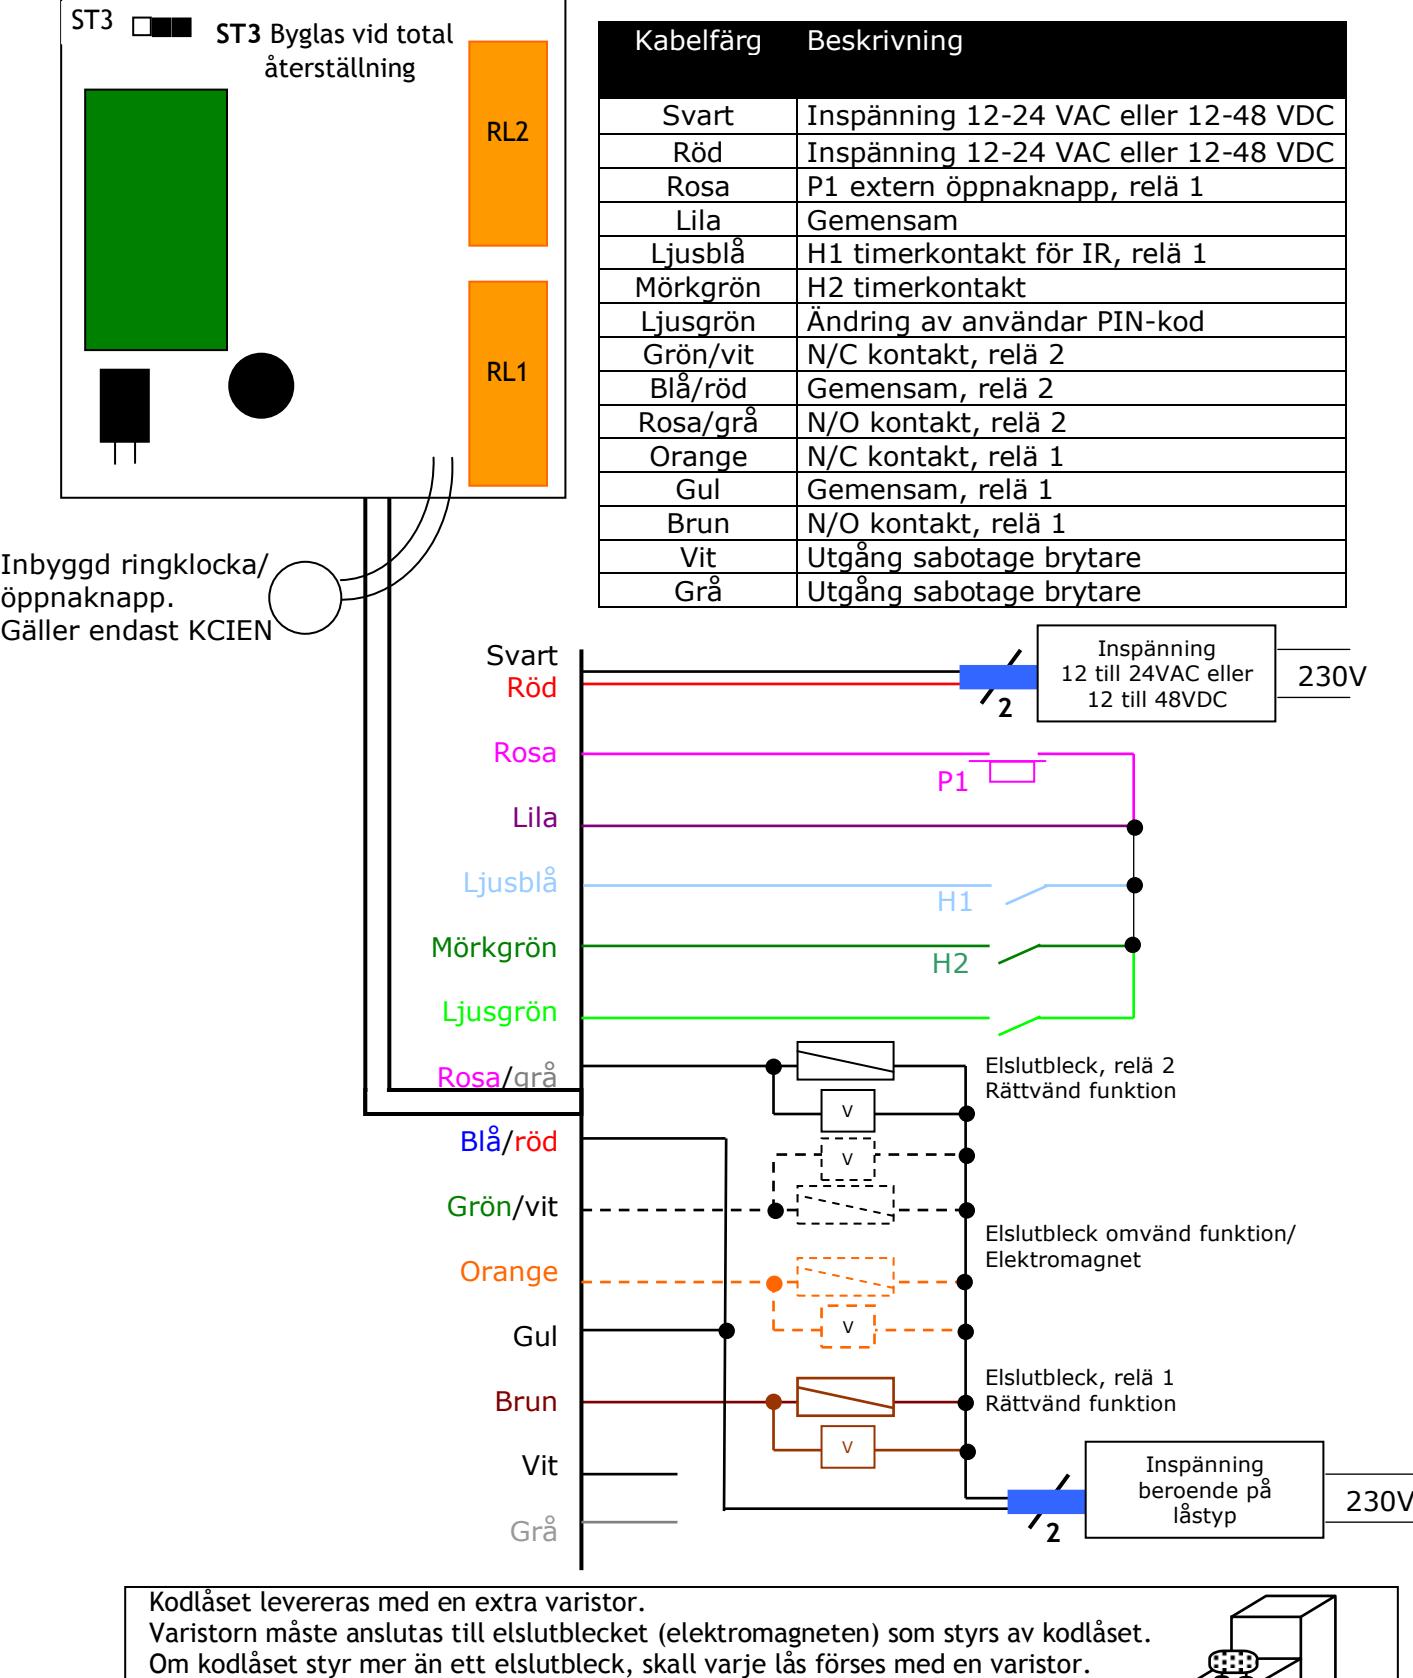 ST3
ST3 Byglas vid total
återställning
RL2
RL1
Inbyggd ringklocka/
öppnaknapp.
Gäller endast KCIEN
Kabelfärg Beskrivning
Svart Inspänning 12-24 VAC eller 12-48 VDC
Röd Inspänning 12-24 VAC eller 12-48 VDC
Rosa P1 extern öppnaknapp, relä 1
Lila Gemensam
Ljusblå H1 timerkontakt för IR, relä 1
Mörkgrön H2 timerkontakt
Ljusgrön Ändring av användar PIN-kod
Grön/vit N/C kontakt, relä 2
Blå/röd Gemensam, relä 2
Rosa/grå N/O kontakt, relä 2
Orange N/C kontakt, relä 1
Gul Gemensam, relä 1
Brun N/O kontakt, relä 1
Vit Utgång sabotage brytare
Grå Utgång sabotage brytare
Svart
Röd
2
Inspänning
12 till 24VAC eller
12 till 48VDC
230V
Rosa
P1
Lila
Ljusblå
H1
Mörkgrön
H2
Ljusgrön
Rosa/grå
V
Elslutbleck, relä 2
Rättvänd funktion
Blå/röd
V
Grön/vit
Elslutbleck omvänd funktion/
Elektromagnet
Orange
V
Gul
Brun
V
Elslutbleck, relä 1
Rättvänd funktion
Vit
Grå
2
Inspänning
beroende på
låstyp
230V
Kodlåset levereras med en extra varistor.
Varistorn måste anslutas till elslutblecket (elektromagneten) som styrs av kodlåset.
Om kodlåset styr mer än ett elslutbleck, skall varje lås förses med en varistor.